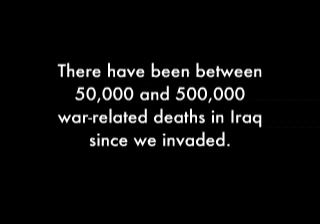 There have been between
50,000 and 500,000
war-related deaths in Iraq
since we invaded.